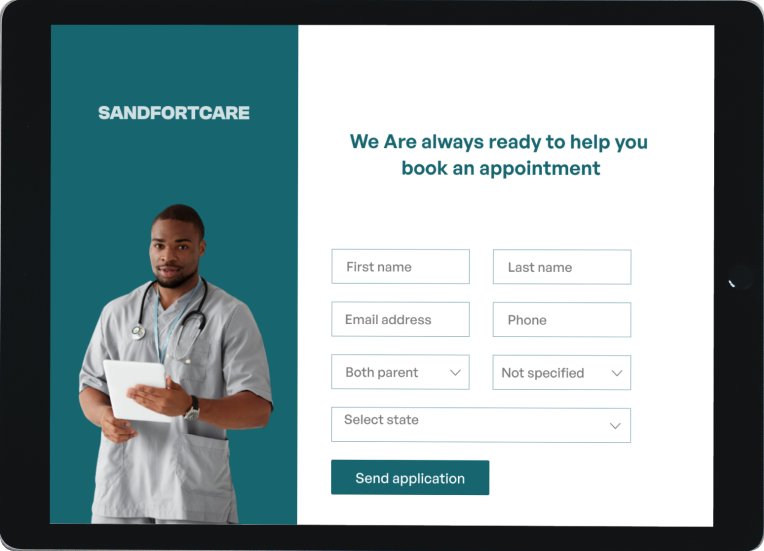 SANDFORTCARE
We Are always ready to help you
book an appointment
First name
Last name
Email address
Phone
Both parent
Not specified
Select state
Send application